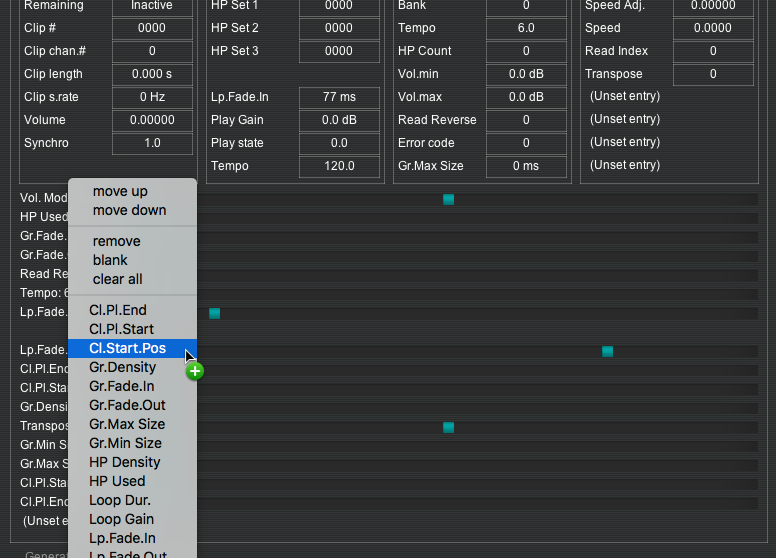 Remaining Inactive
Clip # 0000
Clip chan.# 0
Clip length 0.000 s
Clip s.rate 0 Hz
Volume 0.00000
Synchro 1.0
HP Set 1 0000
HP Set 2 0000
HP Set 3 0000
Lp.Fade.In 77 ms
Play Gain 0.0 dB
Play state 0.0
Tempo 120.0
Bank 0
Tempo 6.0
HP Count 0
Vol.min 0.0 dB
Vol.max 0.0 dB
Read Reverse 0
Error code 0
Gr.Max Size 0 ms
Speed Adj. 0.00000
Speed 0.0000
Read Index 0
Transpose 0
(Unset entry)
(Unset entry)
(Unset entry)
(Unset entry)
Vol. Mod
HP Used
Gr.Fade.
Gr.Fade.
Read Re
Tempo: 6
Lp.Fade.
Lp.Fade.
Cl.Pl.End
Cl.Pl.Sta
Gr.Densi
Transpos
Gr.Min S
Gr.Max S
Cl.Pl.Sta
Cl.Pl.End
(Unset e
Generat
move up
move down
remove
blank
clear all
Cl.Pl.End
Cl.Pl.Start
Cl.Start.Pos
Gr.Density
Gr.Fade.In
Gr.Fade.Out
Gr.Max Size
Gr.Min Size
HP Density
HP Used
Loop Dur.
Loop Gain
Lp.Fade.In
Lp.Fade.Out